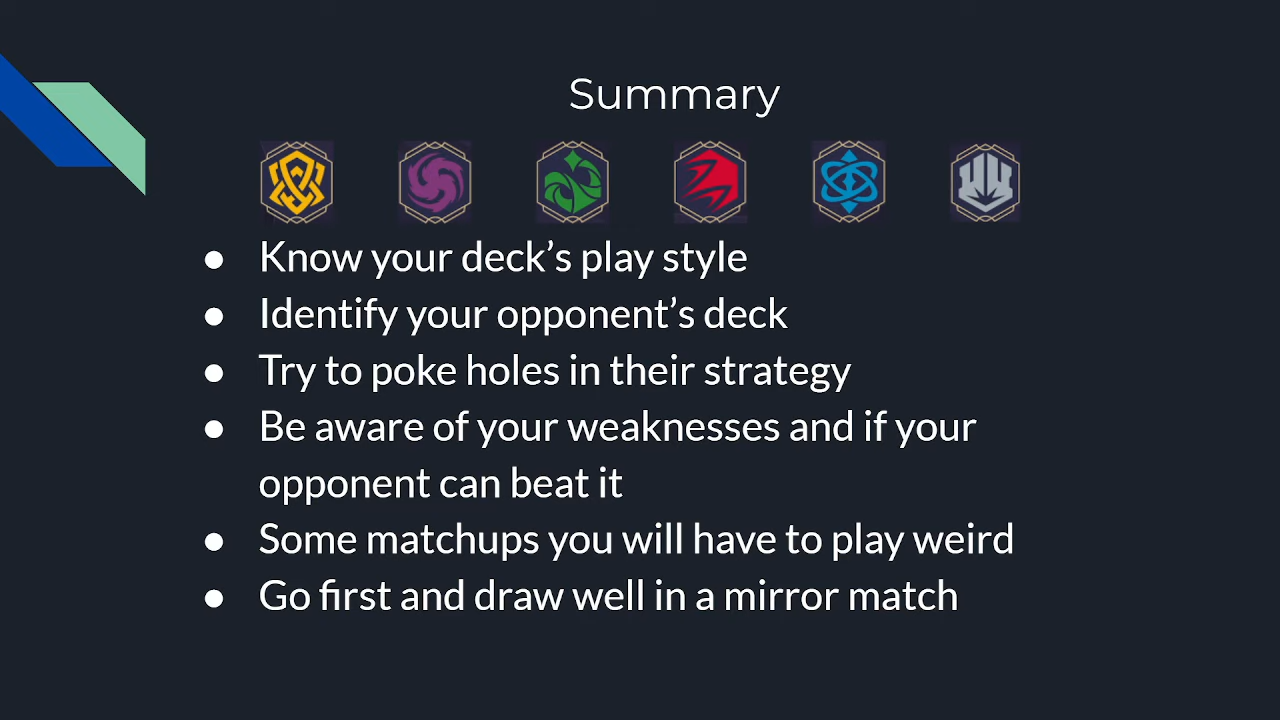 Summary
● Know your deck’s play style
● Identify your opponent’s deck
● Try to poke holes in their strategy
● Be aware of your weaknesses and if your
opponent can beat it
● Some matchups you will have to play weird
● Go first and draw well in a mirror match